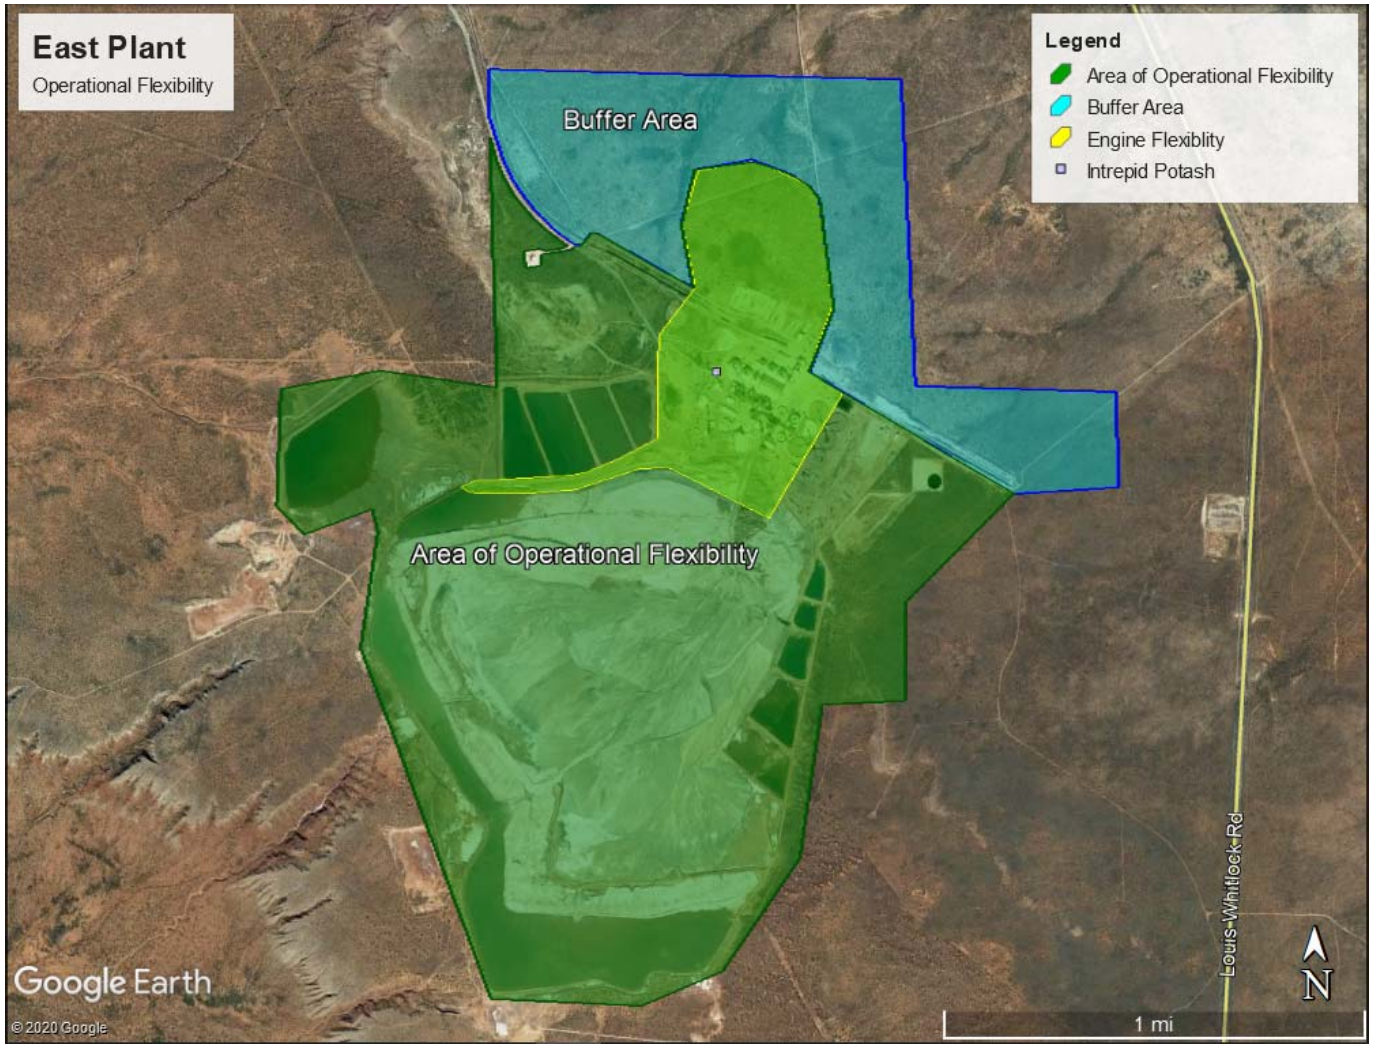 East Plant
Operational Flexibility
Legend
Area of Operational Flexibility
Buffer Area
Engine Flexiblity
Intrepid Potash
Buffer Area
Area of Operational Flexibility
Louis Whitlock Rd
N
Google Earth
© 2020 Google
1 mi